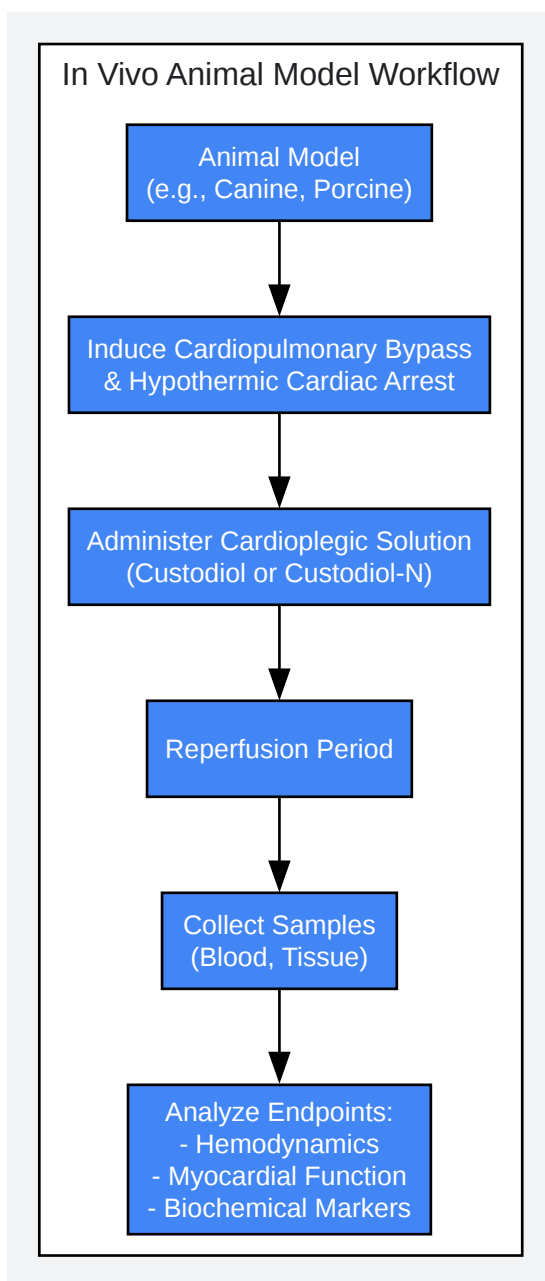 In Vivo Animal Model Workflow
Animal Model
(e.g., Canine, Porcine)
Induce Cardiopulmonary Bypass
& Hypothermic Cardiac Arrest
Administer Cardioplegic Solution
(Custodiol or Custodiol-N)
Reperfusion Period
Collect Samples
(Blood, Tissue)
Analyze Endpoints:
- Hemodynamics
- Myocardial Function
- Biochemical Markers